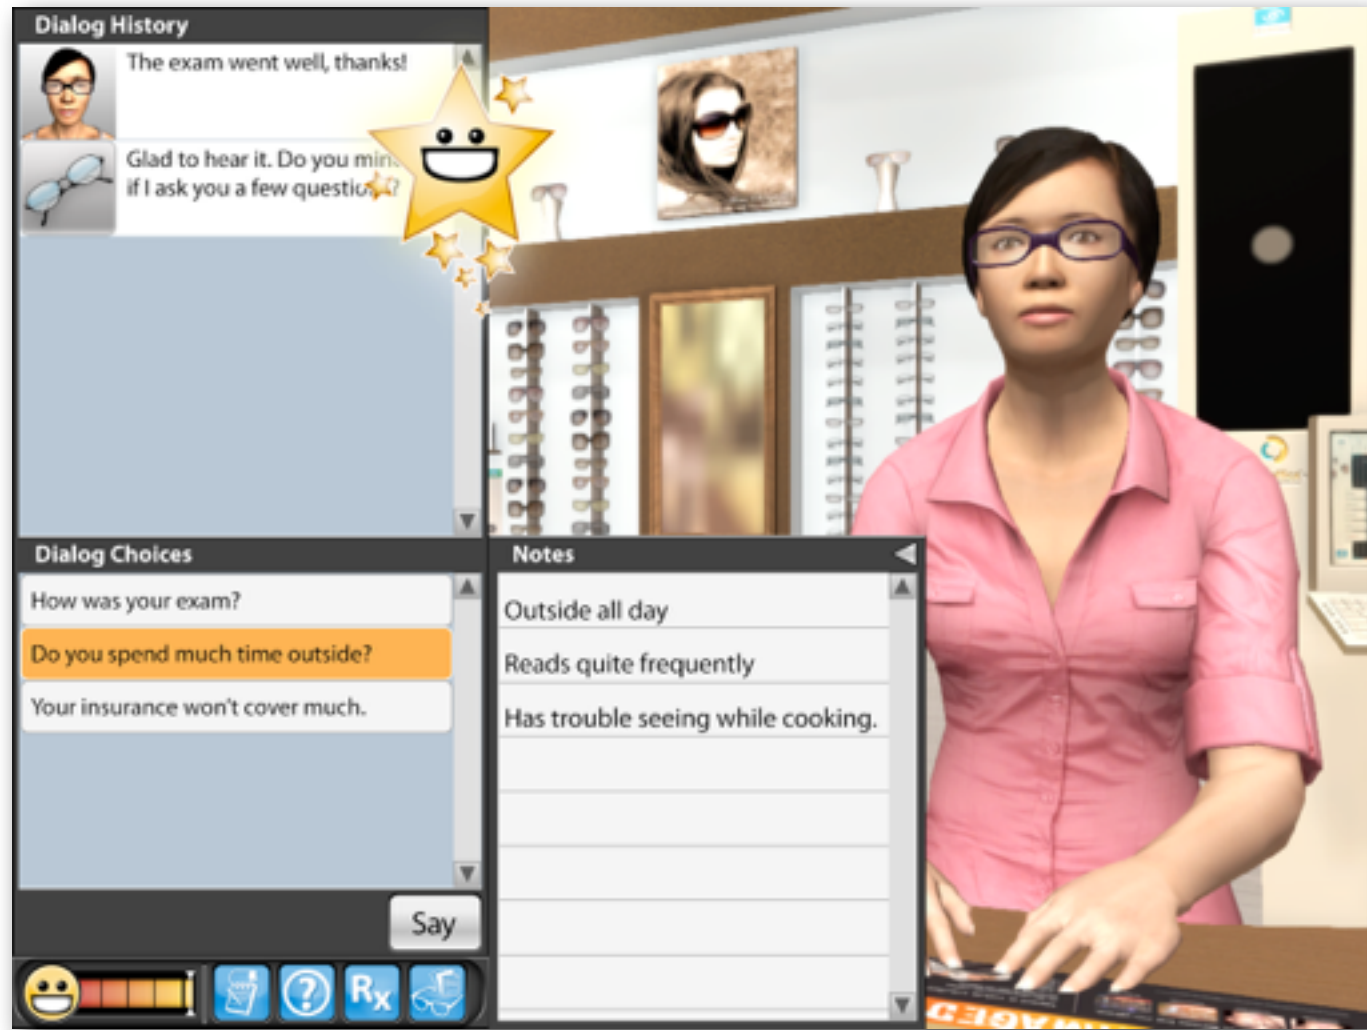 Dialog History
The exam went well, thanks!
Glad to hear it. Do you
if I ask you a few
Dialog Choices
How was your exam?
Do you spend much time outside?
Your insurance won't cover much.
Say
Rx
?
Notes
Outside all day
Reads quite frequently
Has trouble seeing while cooking.